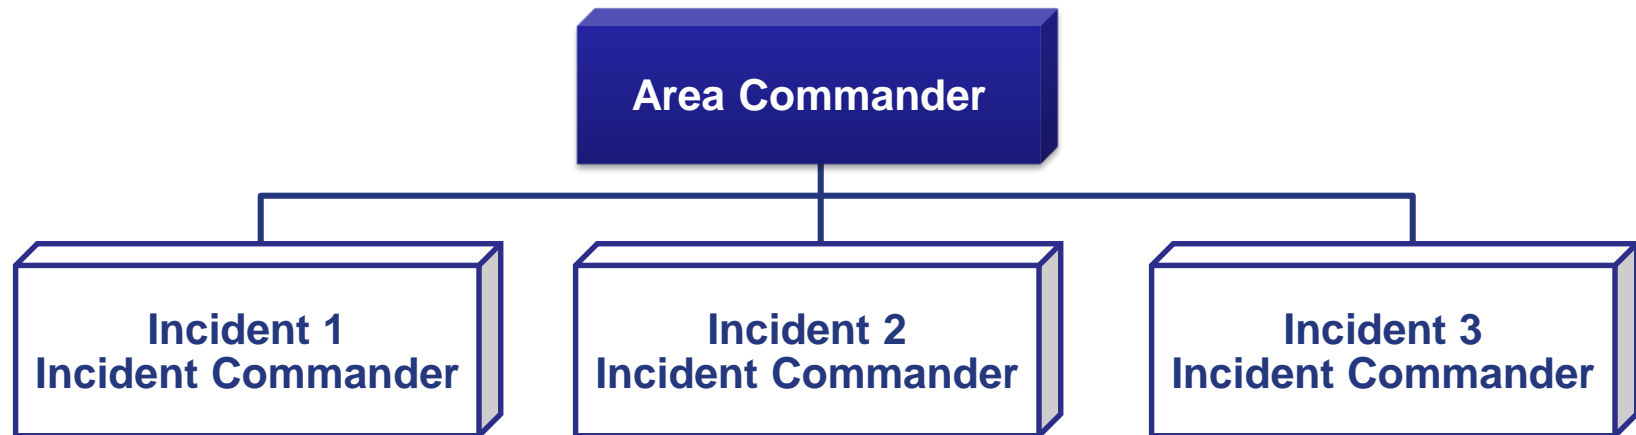 Area Commander
Incident 1
Incident Commander
Incident 2
Incident Commander
Incident 3
Incident Commander